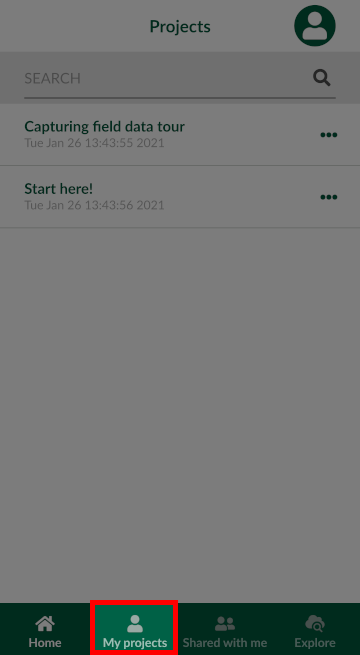 Projects
SEARCH
Capturing field data tour
Tue Jan 26 13:43:55 2021
Start here!
Tue Jan 26 13:43:56 2021
Home My projects Shared with me Explore